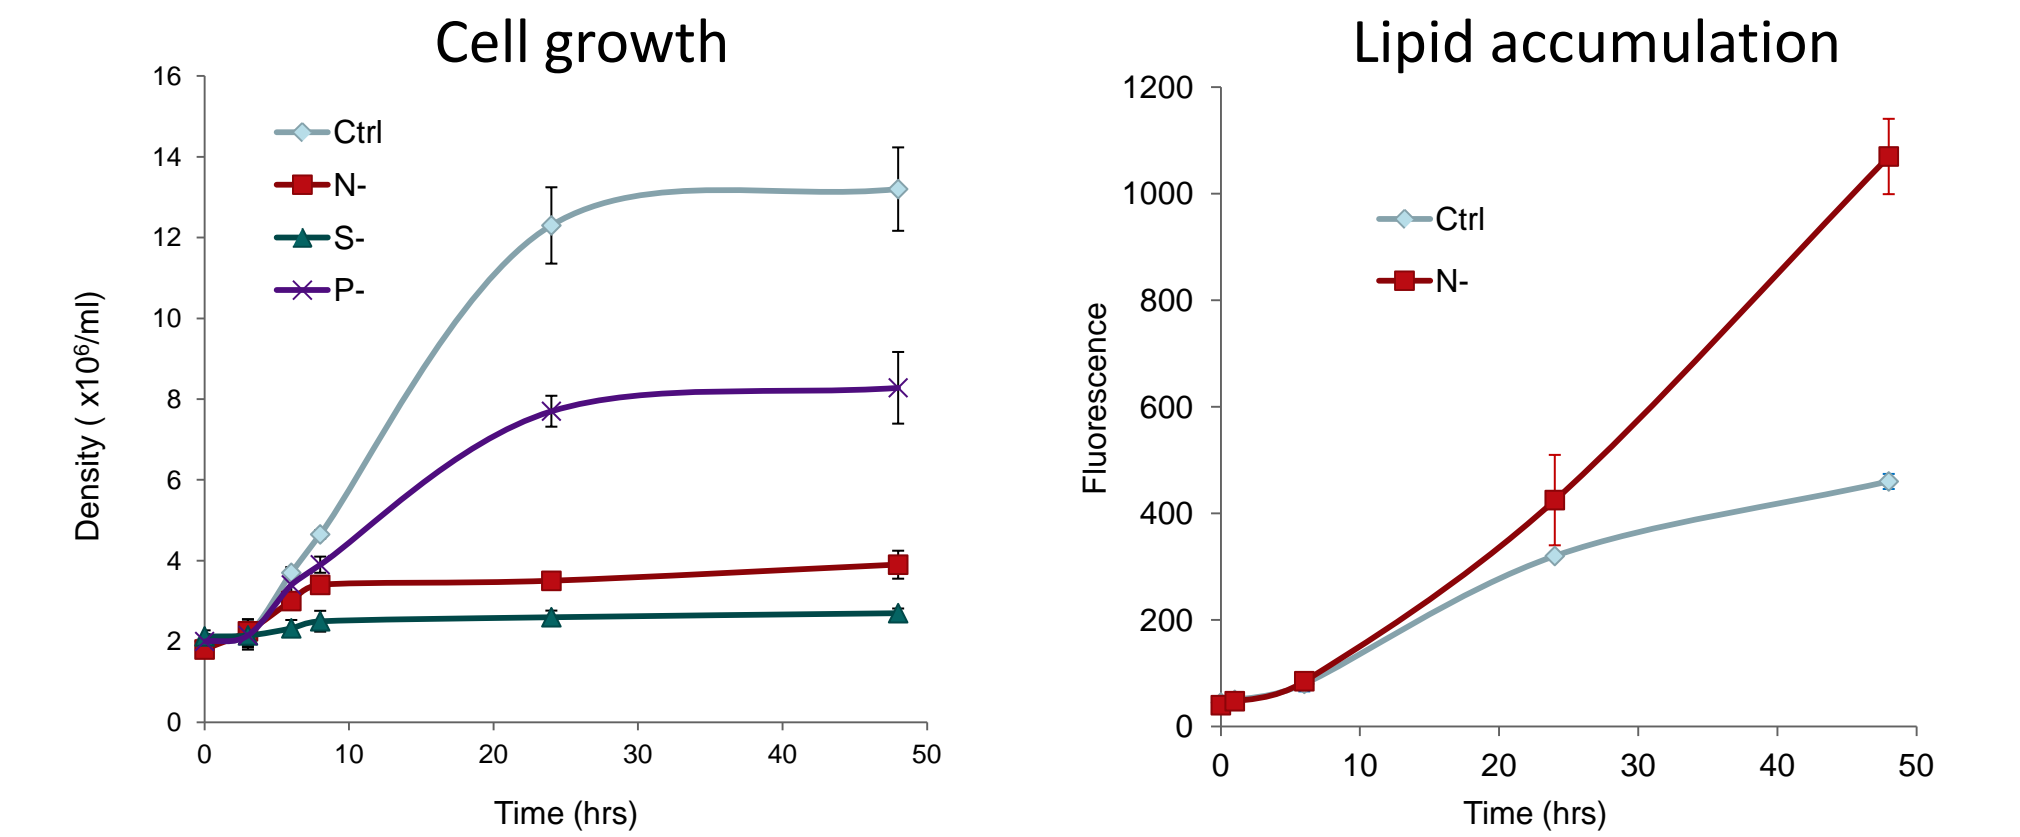 Cell growth
16
14
12
10
8
6
4
2
0
0 10 20 30 40 50
Density ( x10⁶/ml)
Time (hrs)
Ctrl
N-
S-
P-
Lipid accumulation
1200
1000
800
600
400
200
0
0 10 20 30 40 50
Fluorescence
Time (hrs)
Ctrl
N-